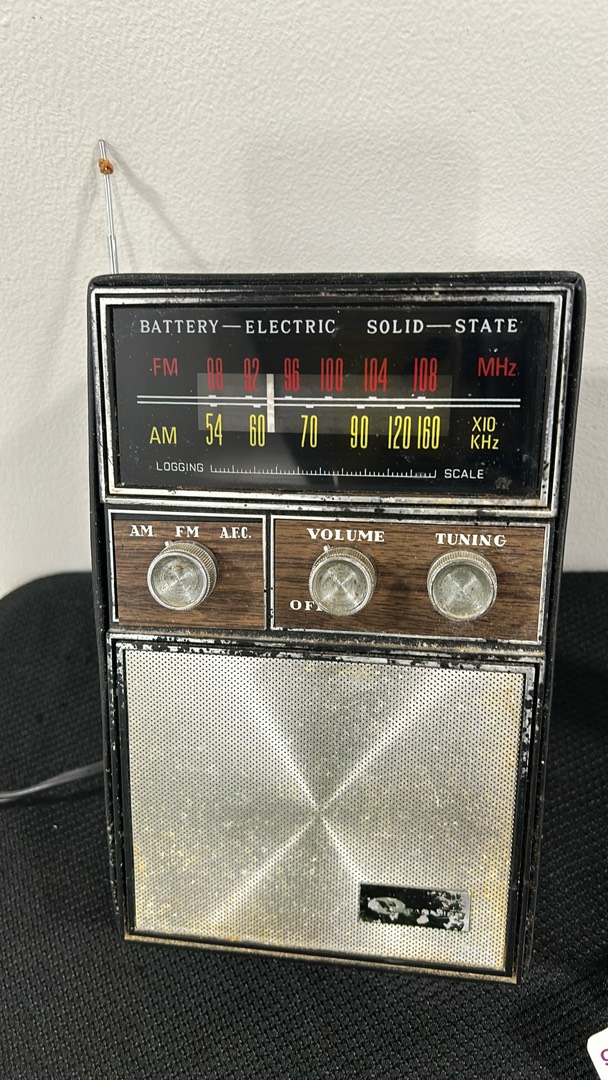 BATTERY—ELECTRIC SOLID—STATE
FM 88 92 96 100 104 108 MHz
AM 54 60 70 90 120 160 X10 KHz
LOGGING SCALE
AM FM A.F.C.
VOLUME
TUNING
OFF